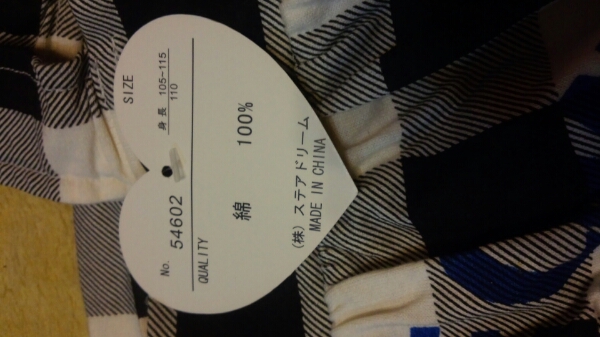 No. 54602
SIZE
身長 105-115
110
QUALITY
綿 100%
(株) ステアドリーム
MADE IN CHINA